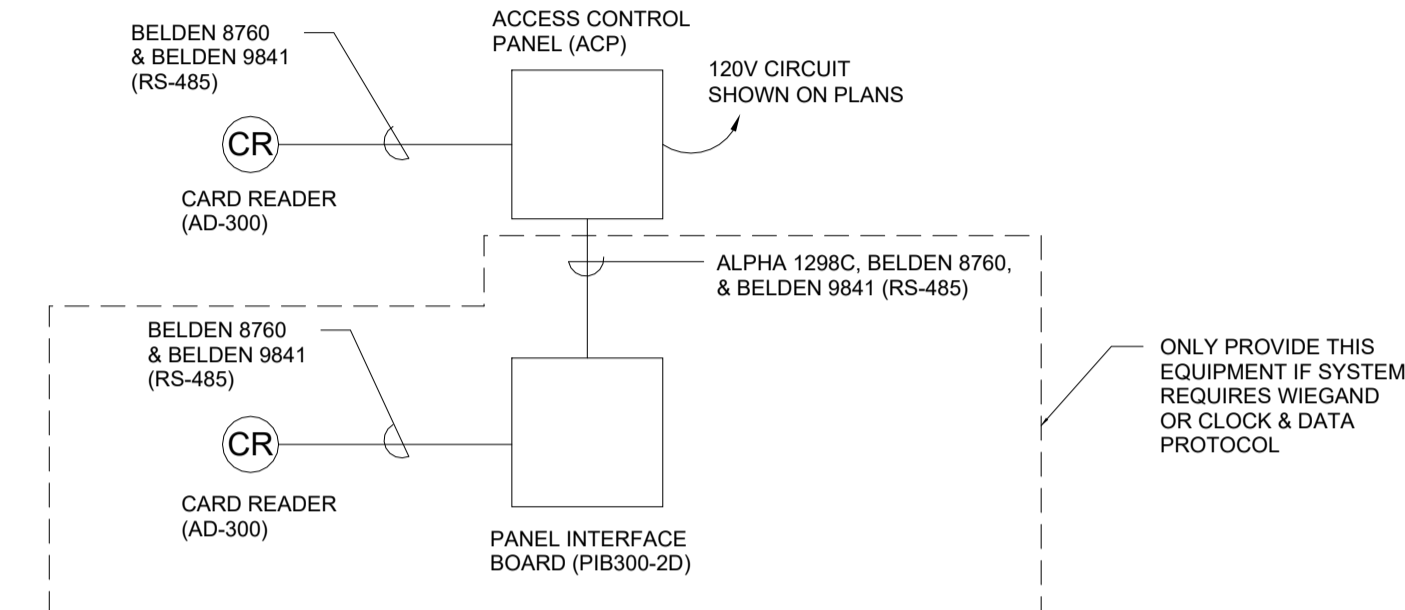 BELDEN 8760
& BELDEN 9841
(RS-485)
ACCESS CONTROL
PANEL (ACP)
120V CIRCUIT
SHOWN ON PLANS
CR
CARD READER
(AD-300)
ALPHA 1298C, BELDEN 8760,
& BELDEN 9841 (RS-485)
BELDEN 8760
& BELDEN 9841
(RS-485)
ONLY PROVIDE THIS
EQUIPMENT IF SYSTEM
REQUIRES WIEGAND
OR CLOCK & DATA
PROTOCOL
CR
CARD READER
(AD-300)
PANEL INTERFACE
BOARD (PIB300-2D)